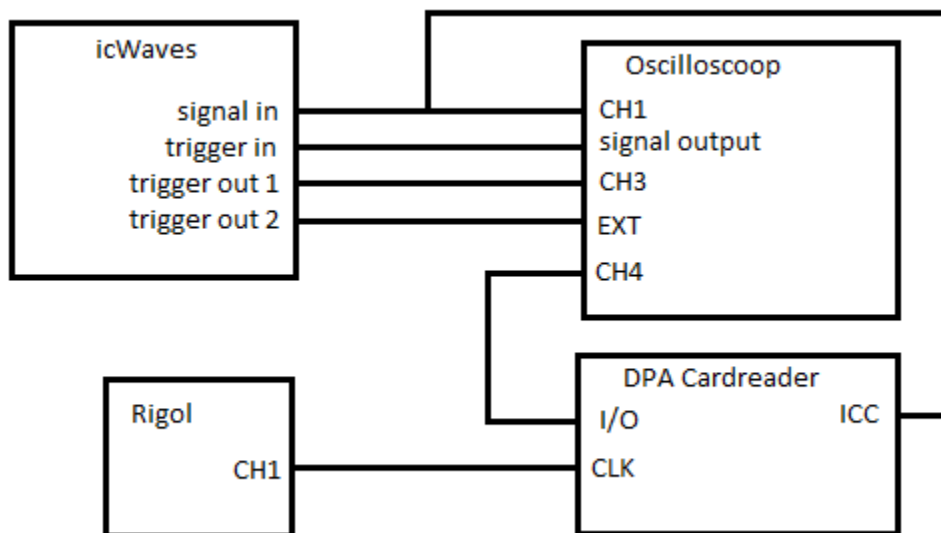 icWaves
signal in
trigger in
trigger out 1
trigger out 2
Oscilloscoop
CH1
signal output
CH3
EXT
CH4
Rigol
CH1
DPA Cardreader
I/O
ICC
CLK